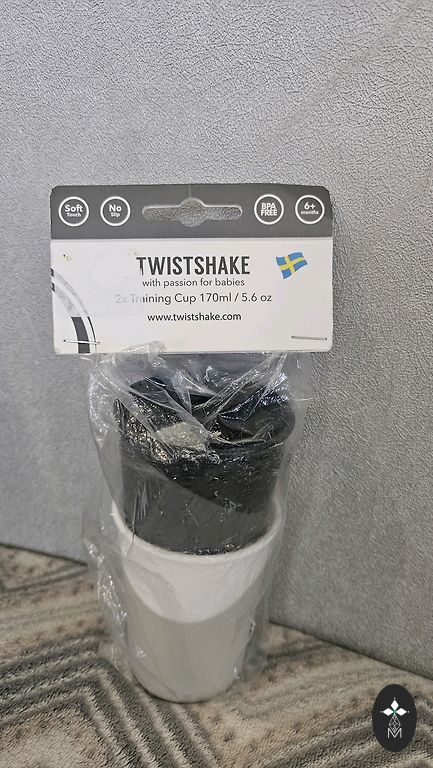 Soft
Touch
No
Slip
BPA
FREE
6+
months
TWISTSHAKE
with passion for babies
2x Training Cup 170ml / 5.6 oz
www.twistshake.com
M